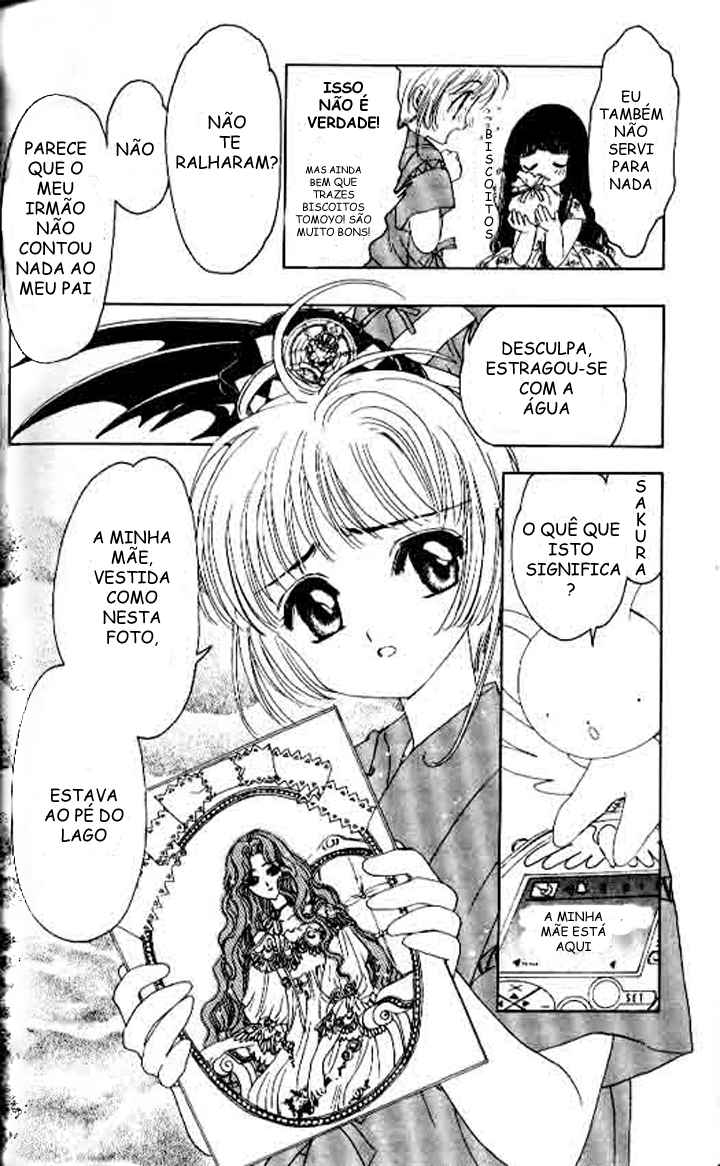 EU
TAMBÉM
NÃO
SERVI
PARA
NADA
BISCOITOS
ISSO
NÃO É
VERDADE!
MAS AINDA
BEM QUE
TRAZES
BISCOITOS
TOMOYO! SÃO
MUITO BONS!
NÃO
TE
RALHARAM?
NÃO
PARECE
QUE O
MEU
IRMÃO
NÃO
CONTOU
NADA AO
MEU PAI
DESCULPA,
ESTRAGOU-SE
COM A
ÁGUA
SAKURA
O QUÊ QUE
ISTO
SIGNIFICA
?
A MINHA
MÃE ESTÁ
AQUI
SET
A MINHA
MÃE,
VESTIDA
COMO
NESTA
FOTO,
ESTAVA
AO PÉ DO
LAGO